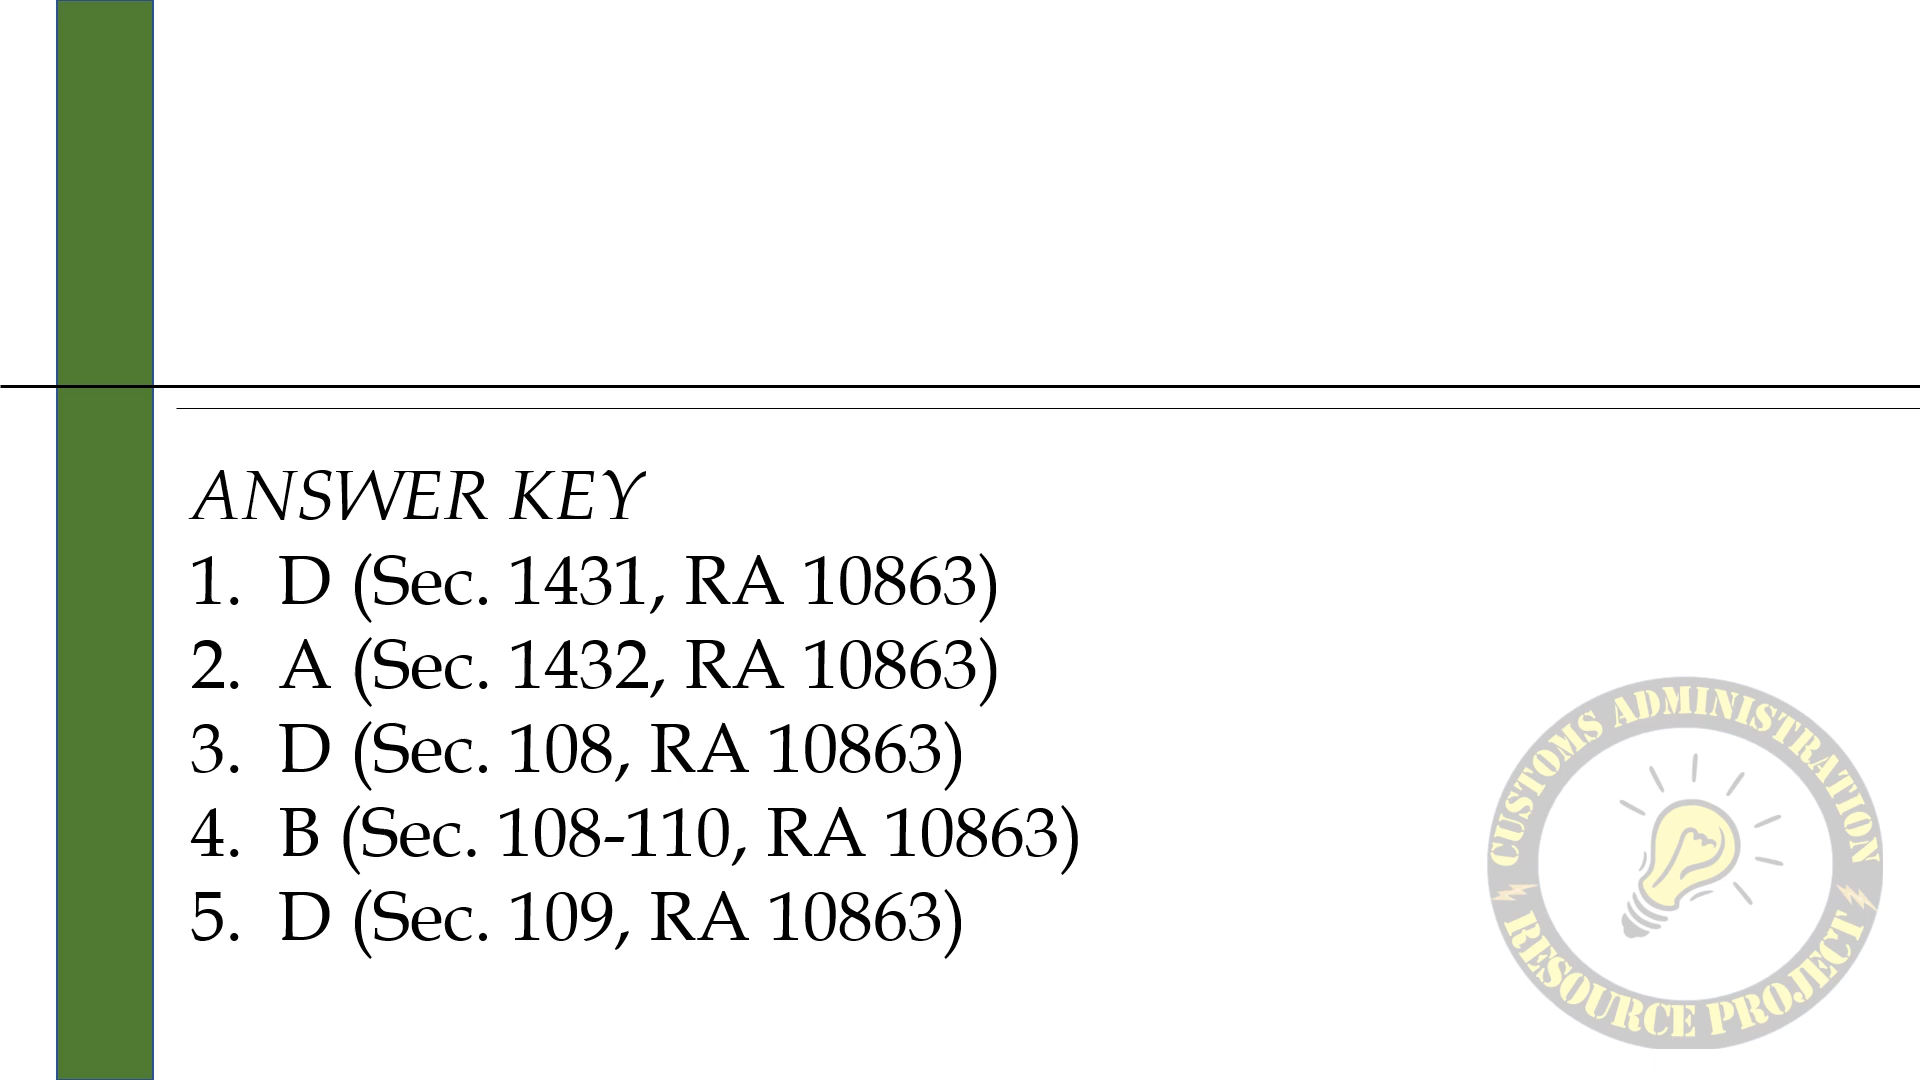 ANSWER KEY
1. D (Sec. 1431, RA 10863)
2. A (Sec. 1432, RA 10863)
3. D (Sec. 108, RA 10863)
4. B (Sec. 108-110, RA 10863)
5. D (Sec. 109, RA 10863)
CUSTOMS ADMINISTRATION
RESOURCE PROJECT